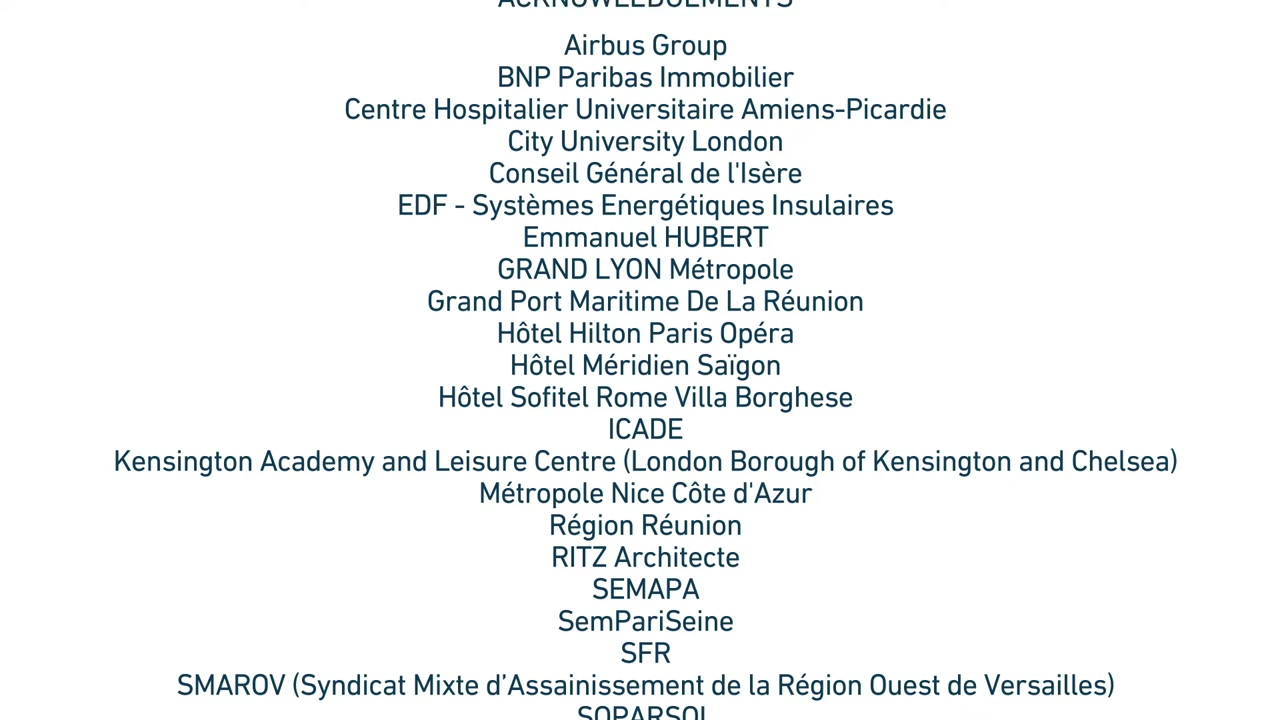 ACKNOWLEDGEMENTS
Airbus Group
BNP Paribas Immobilier
Centre Hospitalier Universitaire Amiens-Picardie
City University London
Conseil Général de l'Isère
EDF - Systèmes Energétiques Insulaires
Emmanuel HUBERT
GRAND LYON Métropole
Grand Port Maritime De La Réunion
Hôtel Hilton Paris Opéra
Hôtel Méridien Saïgon
Hôtel Sofitel Rome Villa Borghese
ICADE
Kensington Academy and Leisure Centre (London Borough of Kensington and Chelsea)
Métropole Nice Côte d'Azur
Région Réunion
RITZ Architecte
SEMAPA
SemPariSeine
SFR
SMAROV (Syndicat Mixte d’Assainissement de la Région Ouest de Versailles)